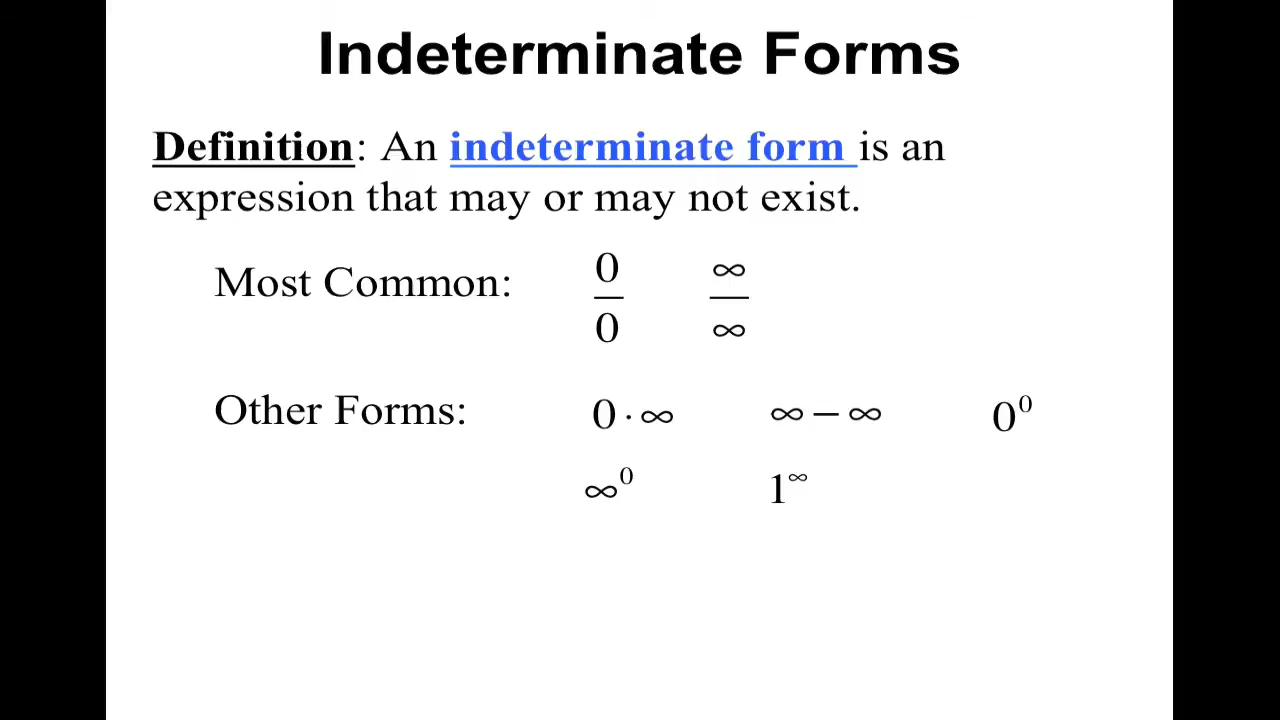 Indeterminate Forms
Definition: An indeterminate form is an
expression that may or may not exist.
Most Common: 0/0 ∞/∞
Other Forms: 0·∞ ∞−∞ 0⁰
∞⁰ 1^∞